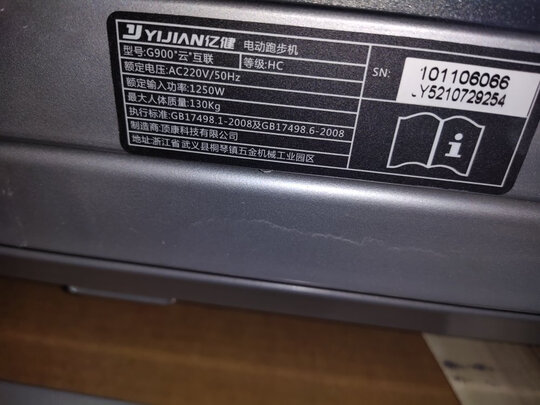 YIJIAN亿健 电动跑步机
型号:G900"云"互联 等级:HC
额定电压:AC220V/50Hz
额定输入功率:1250W
最大人体质量:130Kg
执行标准:GB17498.1-2008及GB17498.6-2008
制造商:顶康科技有限公司
地址:浙江省武义县桐琴镇五金机械工业园区
SN:
101106066
JY5210729254
i